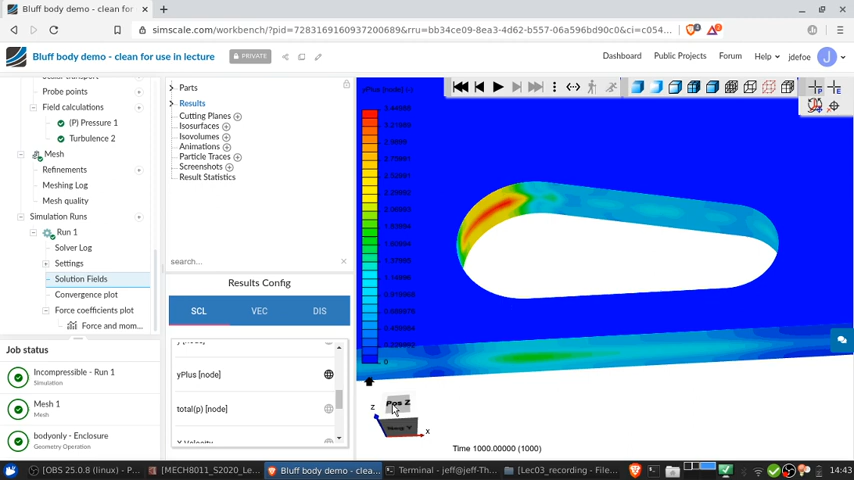 Bluff body demo - clean for
simscale.com/workbench/?pid=7283169160937200689&rru=bb34ce09-8ea3-4d62-b557-06a596bd90c0&ci=c054...
Bluff body demo - clean for use in lecture
PRIVATE
Dashboard
Public Projects
Forum
Help
jdefoe
J
Probe points
Field calculations
(P) Pressure 1
Turbulence 2
Mesh
Refinements
Meshing Log
Mesh quality
Simulation Runs
Run 1
Solver Log
Settings
Solution Fields
Convergence plot
Force coefficients plot
Force and mom...
Job status
Incompressible - Run 1
Simulation
Mesh 1
Mesh
bodyonly - Enclosure
Geometry Operation
Parts
Results
Cutting Planes
Isosurfaces
Isovolumes
Animations
Particle Traces
Screenshots
Result Statistics
search...
Results Config
SCL
VEC
DIS
yPlus [node]
total(p) [node]
X Velocity
yPlus [node] (-)
0
Pos Z
Neg Y
Z
X
Time 1000.00000 (1000)
[OBS 25.0.8 (linux) - P...
[MECH8011_S2020_Le...
Bluff body demo - clea...
Terminal - jeff@jeff-Th...
[Lec03_recording - File...
14:43